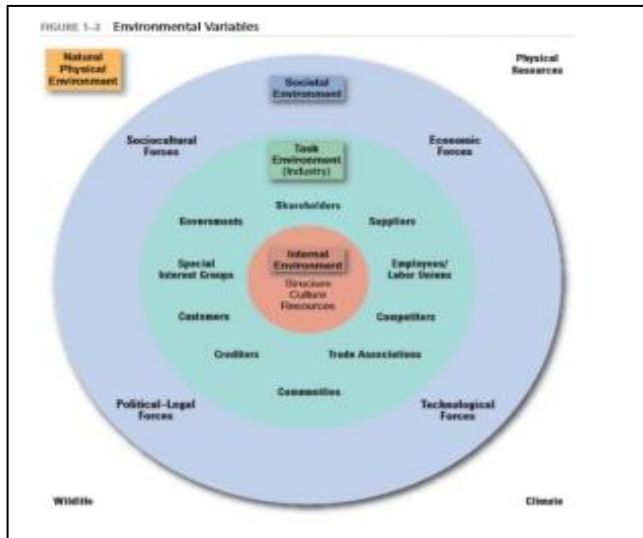 FIGURE 1–3 Environmental Variables
Natural
Physical
Environment
Physical
Resources
Societal
Environment
Sociocultural
Forces
Economic
Forces
Task
Environment
(Industry)
Shareholders
Governments
Suppliers
Internal
Environment
Structure
Culture
Resources
Special
Interest Groups
Employees/
Labor Unions
Customers
Competitors
Creditors
Trade Associations
Communities
Political–Legal
Forces
Technological
Forces
Wildlife
Climate